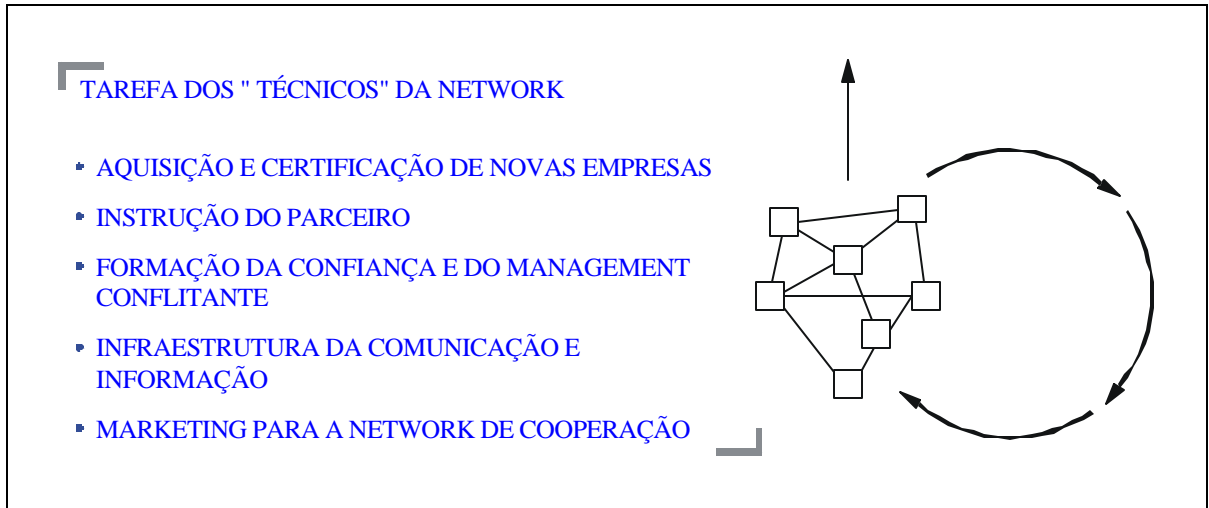 TAREFA DOS " TÉCNICOS" DA NETWORK
AQUISIÇÃO E CERTIFICAÇÃO DE NOVAS EMPRESAS
INSTRUÇÃO DO PARCEIRO
FORMAÇÃO DA CONFIANÇA E DO MANAGEMENT
CONFLITANTE
INFRAESTRUTURA DA COMUNICAÇÃO E
INFORMAÇÃO
MARKETING PARA A NETWORK DE COOPERAÇÃO